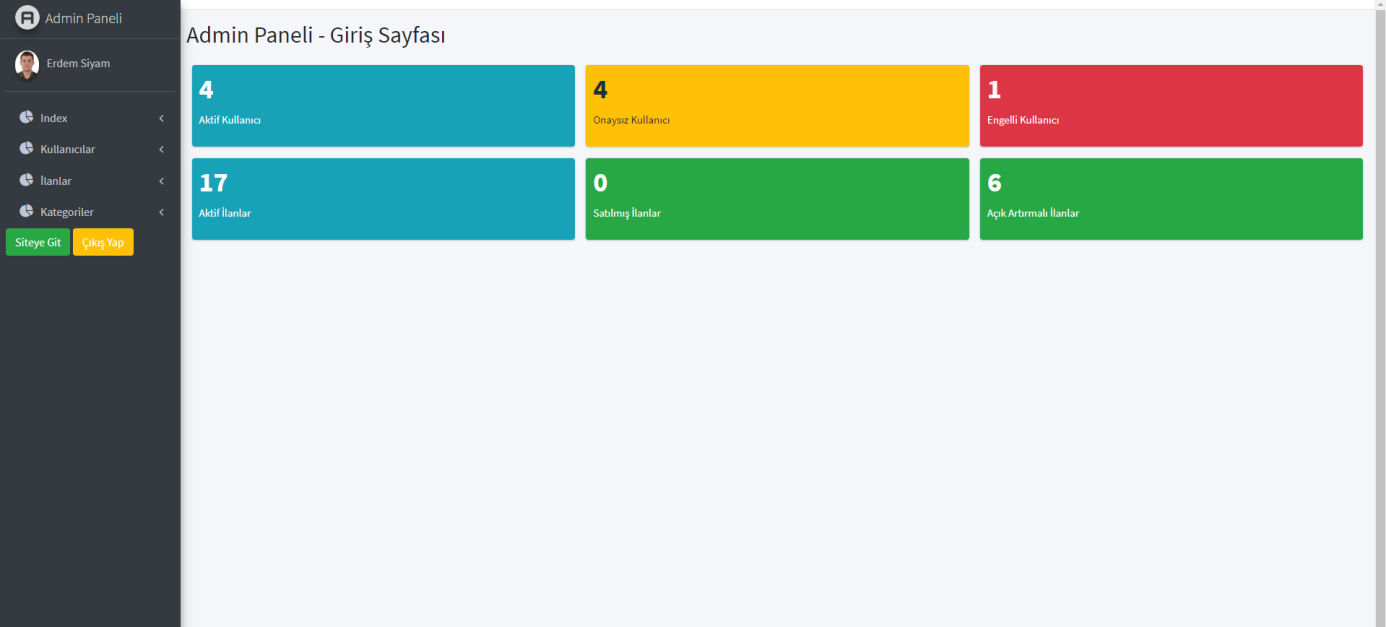 Admin Paneli
Erdem Siyam
Index
Kullanıcılar
İlanlar
Kategoriler
Siteye Git Çıkış Yap
Admin Paneli - Giriş Sayfası
4
Aktif Kullanıcı
4
Onaysız Kullanıcı
1
Engelli Kullanıcı
17
Aktif İlanlar
0
Satılmış İlanlar
6
Açık Artırmalı İlanlar